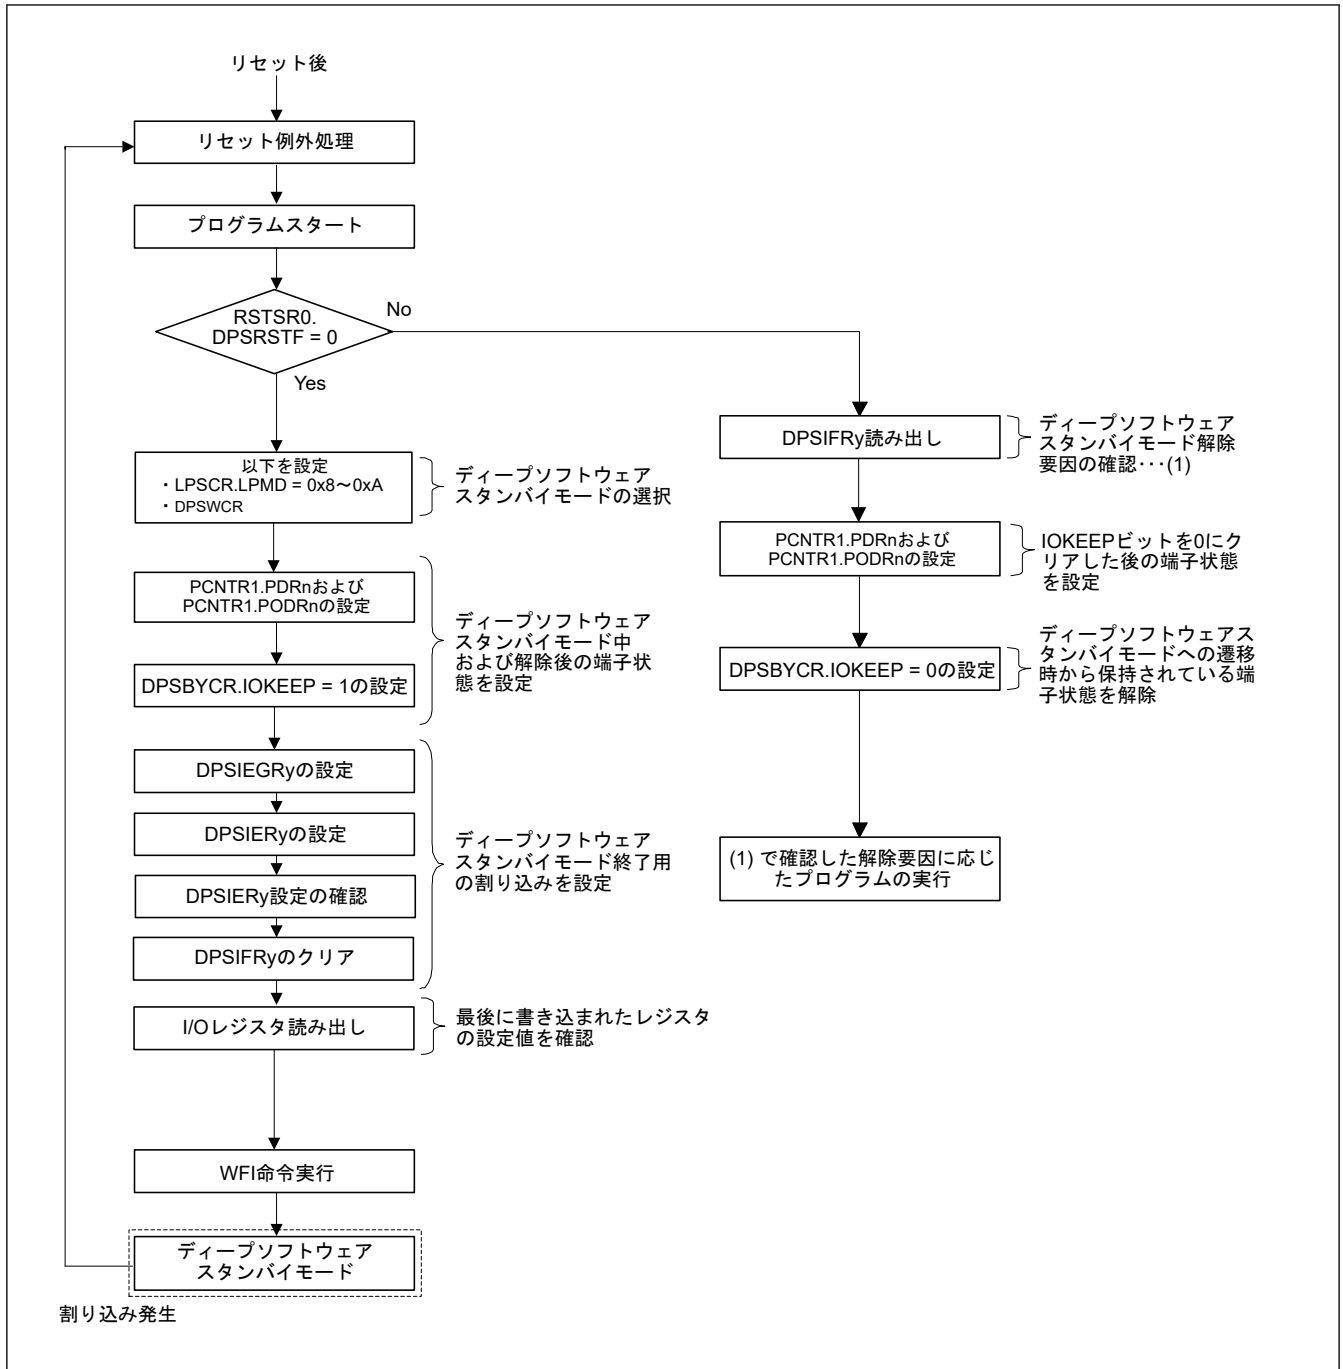 リセット後
リセット例外処理
プログラムスタート
RSTSR0.
DPSRSTF = 0
No
Yes
以下を設定
・LPSCR.LPMD = 0x8～0xA
・DPSWCR
ディープソフトウェア
スタンバイモードの選択
PCNTR1.PDRnおよび
PCNTR1.PODRnの設定
DPSBYCR.IOKEEP = 1の設定
ディープソフトウェア
スタンバイモード中
および解除後の端子状
態を設定
DPSIEGRyの設定
DPSIERyの設定
DPSIERy設定の確認
DPSIFRyのクリア
ディープソフトウェア
スタンバイモード終了用
の割り込みを設定
I/Oレジスタ読み出し
最後に書き込まれたレジスタ
の設定値を確認
WFI命令実行
ディープソフトウェア
スタンバイモード
割り込み発生
DPSIFRy読み出し
ディープソフトウェア
スタンバイモード解除
要因の確認･･･(1)
PCNTR1.PDRnおよび
PCNTR1.PODRnの設定
IOKEEPビットを0にク
リアした後の端子状態
を設定
DPSBYCR.IOKEEP = 0の設定
ディープソフトウェアス
タンバイモードへの遷移
時から保持されている端
子状態を解除
(1) で確認した解除要因に応じ
たプログラムの実行